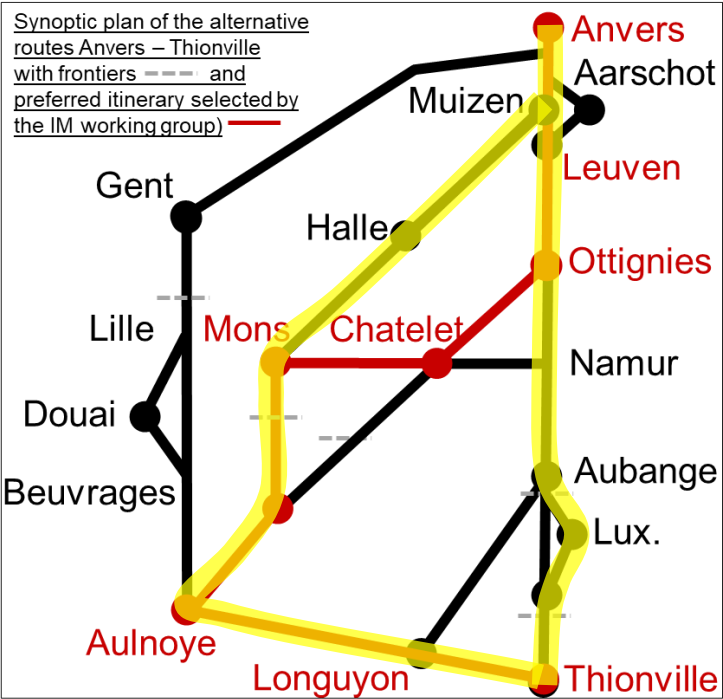 Synoptic plan of the alternative
routes Anvers – Thionville
with frontiers and
preferred itinerary selected by
the IM working group)
Anvers
Aarschot
Muizen
Leuven
Gent
Halle
Ottignies
Lille
Mons
Chatelet
Namur
Douai
Aubange
Beuvrages
Lux.
Aulnoye
Longuyon
Thionville